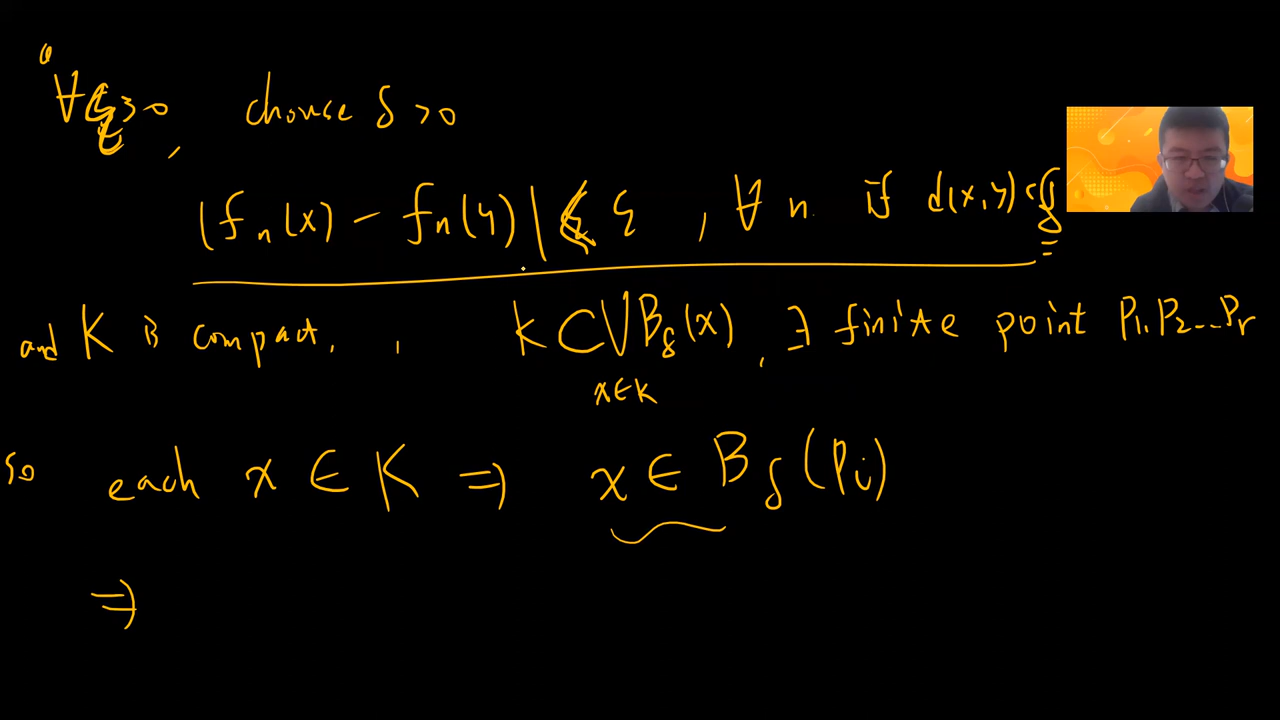 ∀ε>0, choose δ>0
|fn(x) − fn(y)| < ε, ∀ n. if d(x,y) < δ
and K is compact. , K ⊂ ∪ Bδ(x), ∃ finite point P1, P2 ... Pr
x∈K
so each x ∈ K ⇒ x ∈ Bδ(Pi)
⇒